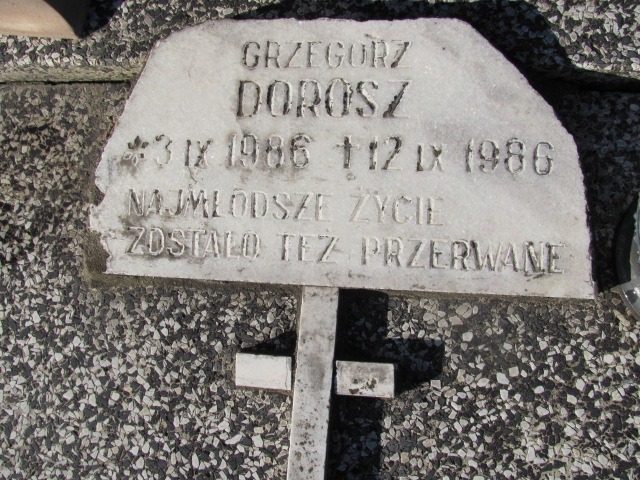 GRZEGORZ
DOROSZ
*3 IX 1986 †12 IX 1986
NAJMŁODSZE ŻYCIE
ZOSTAŁO TEŻ PRZERWANE